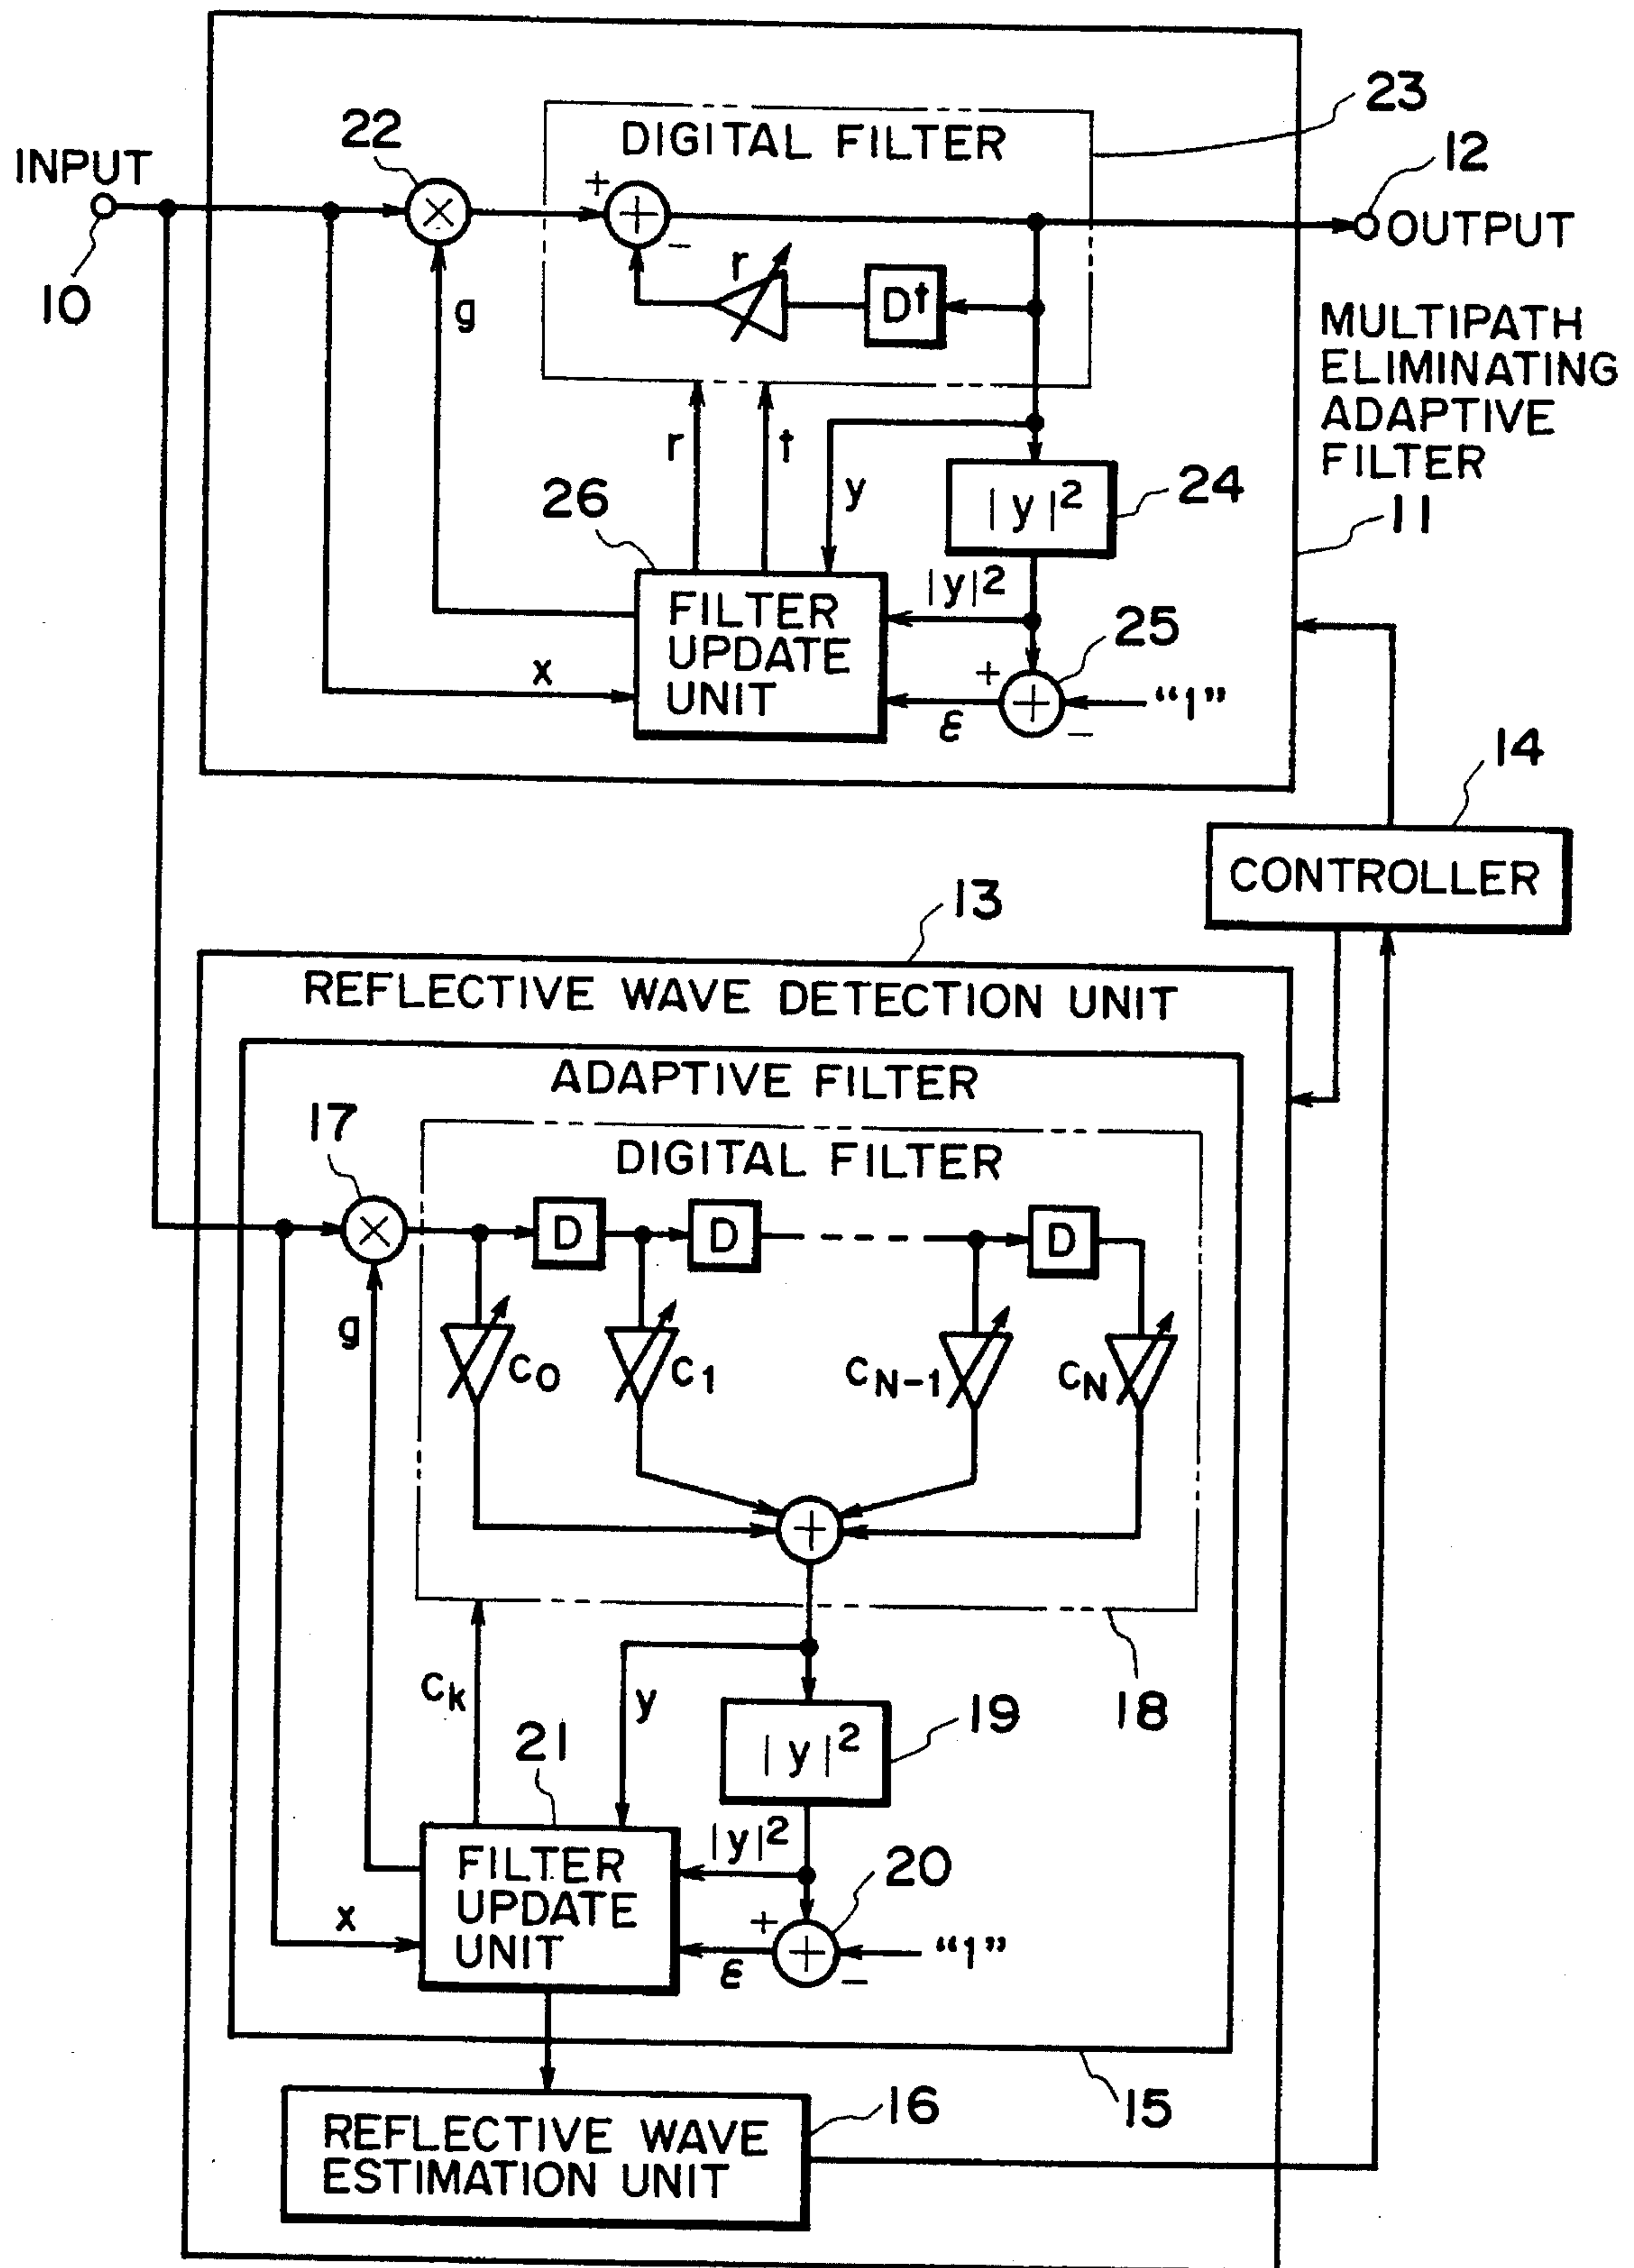 23
DIGITAL FILTER
22
INPUT
12
+
× + OUTPUT
−
r
10
g
Dt
MULTIPATH
ELIMINATING
ADAPTIVE
FILTER
11
r t y
|y|2
24
26
|y|2
FILTER
UPDATE
UNIT
25
x
+
+ “1”
ε −
14
CONTROLLER
13
REFLECTIVE WAVE DETECTION UNIT
ADAPTIVE FILTER
17
DIGITAL FILTER
× D D D
g
C0 C1 CN−1 CN
+
Ck y
18
19
|y|2
21
|y|2
20
FILTER
UPDATE
UNIT
x
+
+ “1”
ε −
15
16
REFLECTIVE WAVE
ESTIMATION UNIT